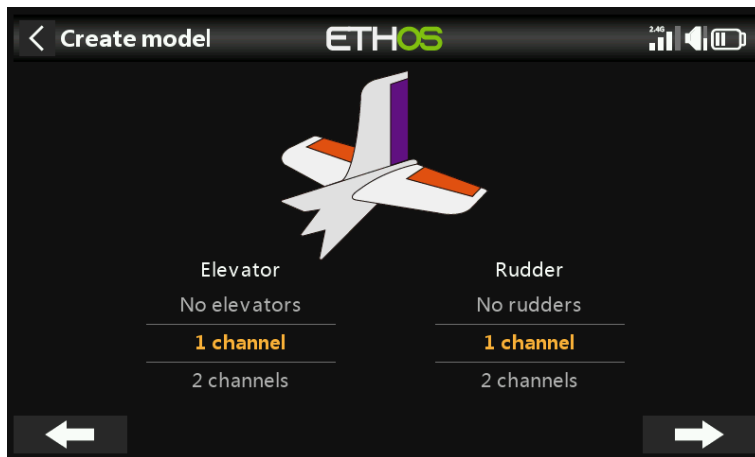 Create model ETHOS 2.4G
Elevator Rudder
No elevators No rudders
1 channel 1 channel
2 channels 2 channels